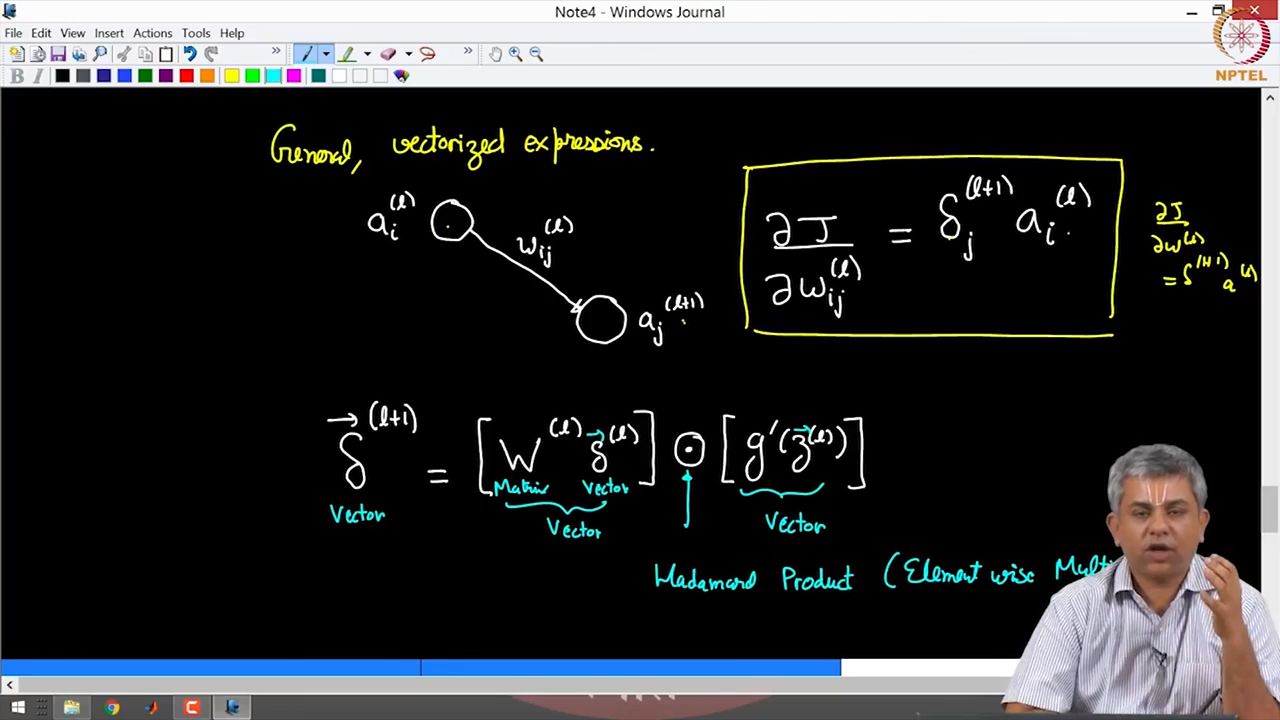 Note4 - Windows Journal
File Edit View Insert Actions Tools Help
B I
NPTEL
General, vectorized expressions.
a_i^(l)
w_ij^(l)
a_j^(l+1)
∂J/∂w_ij^(l) = δ_j^(l+1) a_i^(l)
∂J/∂w^(l)
= δ^(l+1) a^(l)
δ⃗^(l+1) = [W^(l) δ⃗^(l)] ⊙ [g′(z⃗^(l))]
Matrix Vector
Vector Vector Vector
Hadamard Product (Element wise